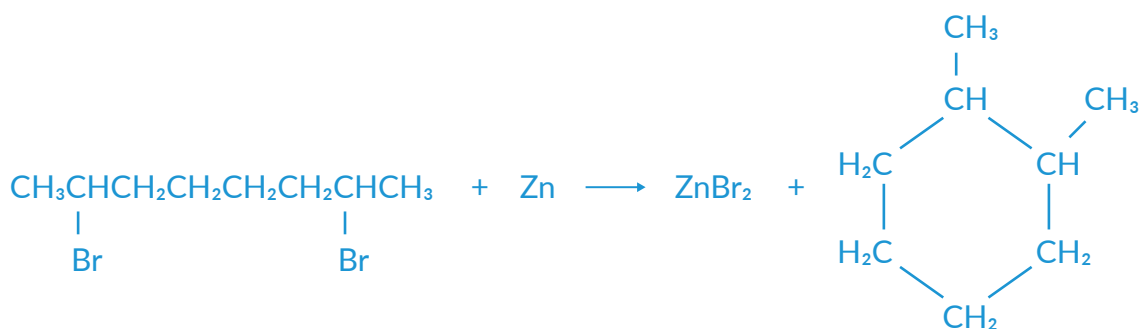 CH₃
CH CH₃
H₂C CH
CH₃CHCH₂CH₂CH₂CH₂CHCH₃ + Zn ⟶ ZnBr₂ +
Br Br
H₂C CH₂
CH₂